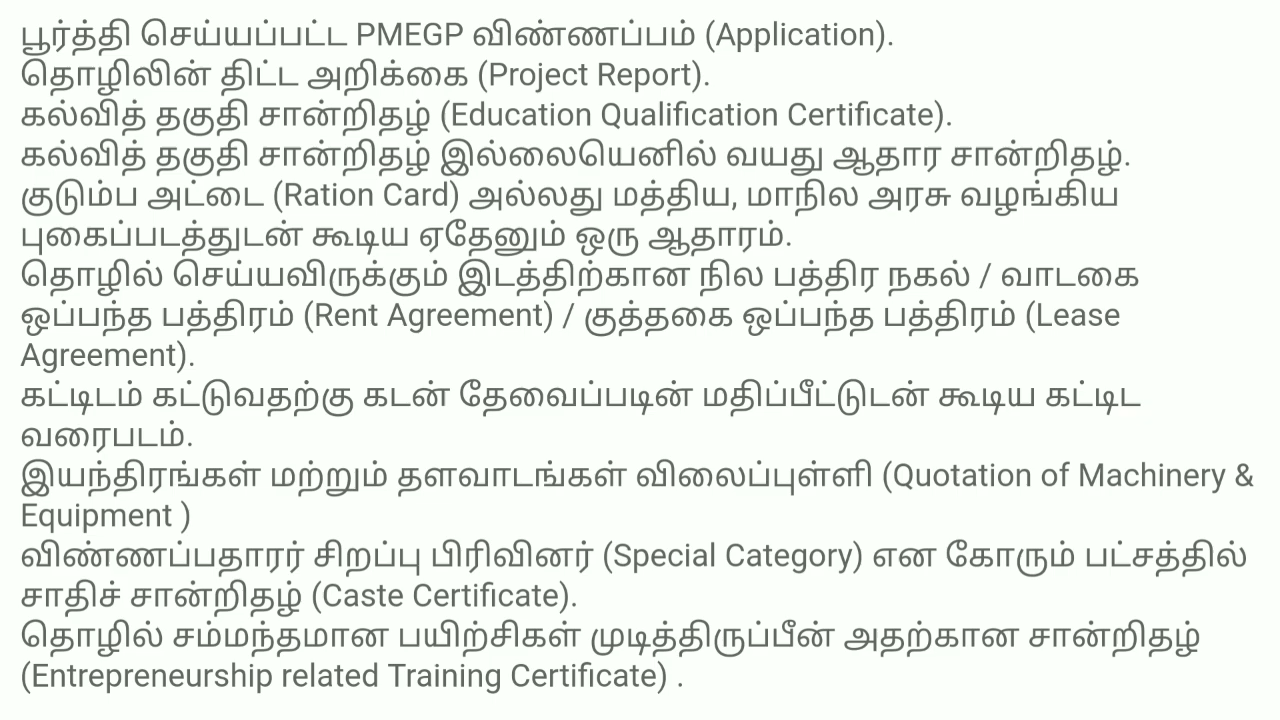 பூர்த்தி செய்யப்பட்ட PMEGP விண்ணப்பம் (Application).
தொழிலின் திட்ட அறிக்கை (Project Report).
கல்வித் தகுதி சான்றிதழ் (Education Qualification Certificate).
கல்வித் தகுதி சான்றிதழ் இல்லையெனில் வயது ஆதார சான்றிதழ்.
குடும்ப அட்டை (Ration Card) அல்லது மத்திய, மாநில அரசு வழங்கிய
புகைப்படத்துடன் கூடிய ஏதேனும் ஒரு ஆதாரம்.
தொழில் செய்யவிருக்கும் இடத்திற்கான நில பத்திர நகல் / வாடகை
ஒப்பந்த பத்திரம் (Rent Agreement) / குத்தகை ஒப்பந்த பத்திரம் (Lease
Agreement).
கட்டிடம் கட்டுவதற்கு கடன் தேவைப்படின் மதிப்பீட்டுடன் கூடிய கட்டிட
வரைபடம்.
இயந்திரங்கள் மற்றும் தளவாடங்கள் விலைப்புள்ளி (Quotation of Machinery &
Equipment )
விண்ணப்பதாரர் சிறப்பு பிரிவினர் (Special Category) என கோரும் பட்சத்தில்
சாதிச் சான்றிதழ் (Caste Certificate).
தொழில் சம்மந்தமான பயிற்சிகள் முடித்திருப்பீன் அதற்கான சான்றிதழ்
(Entrepreneurship related Training Certificate) .